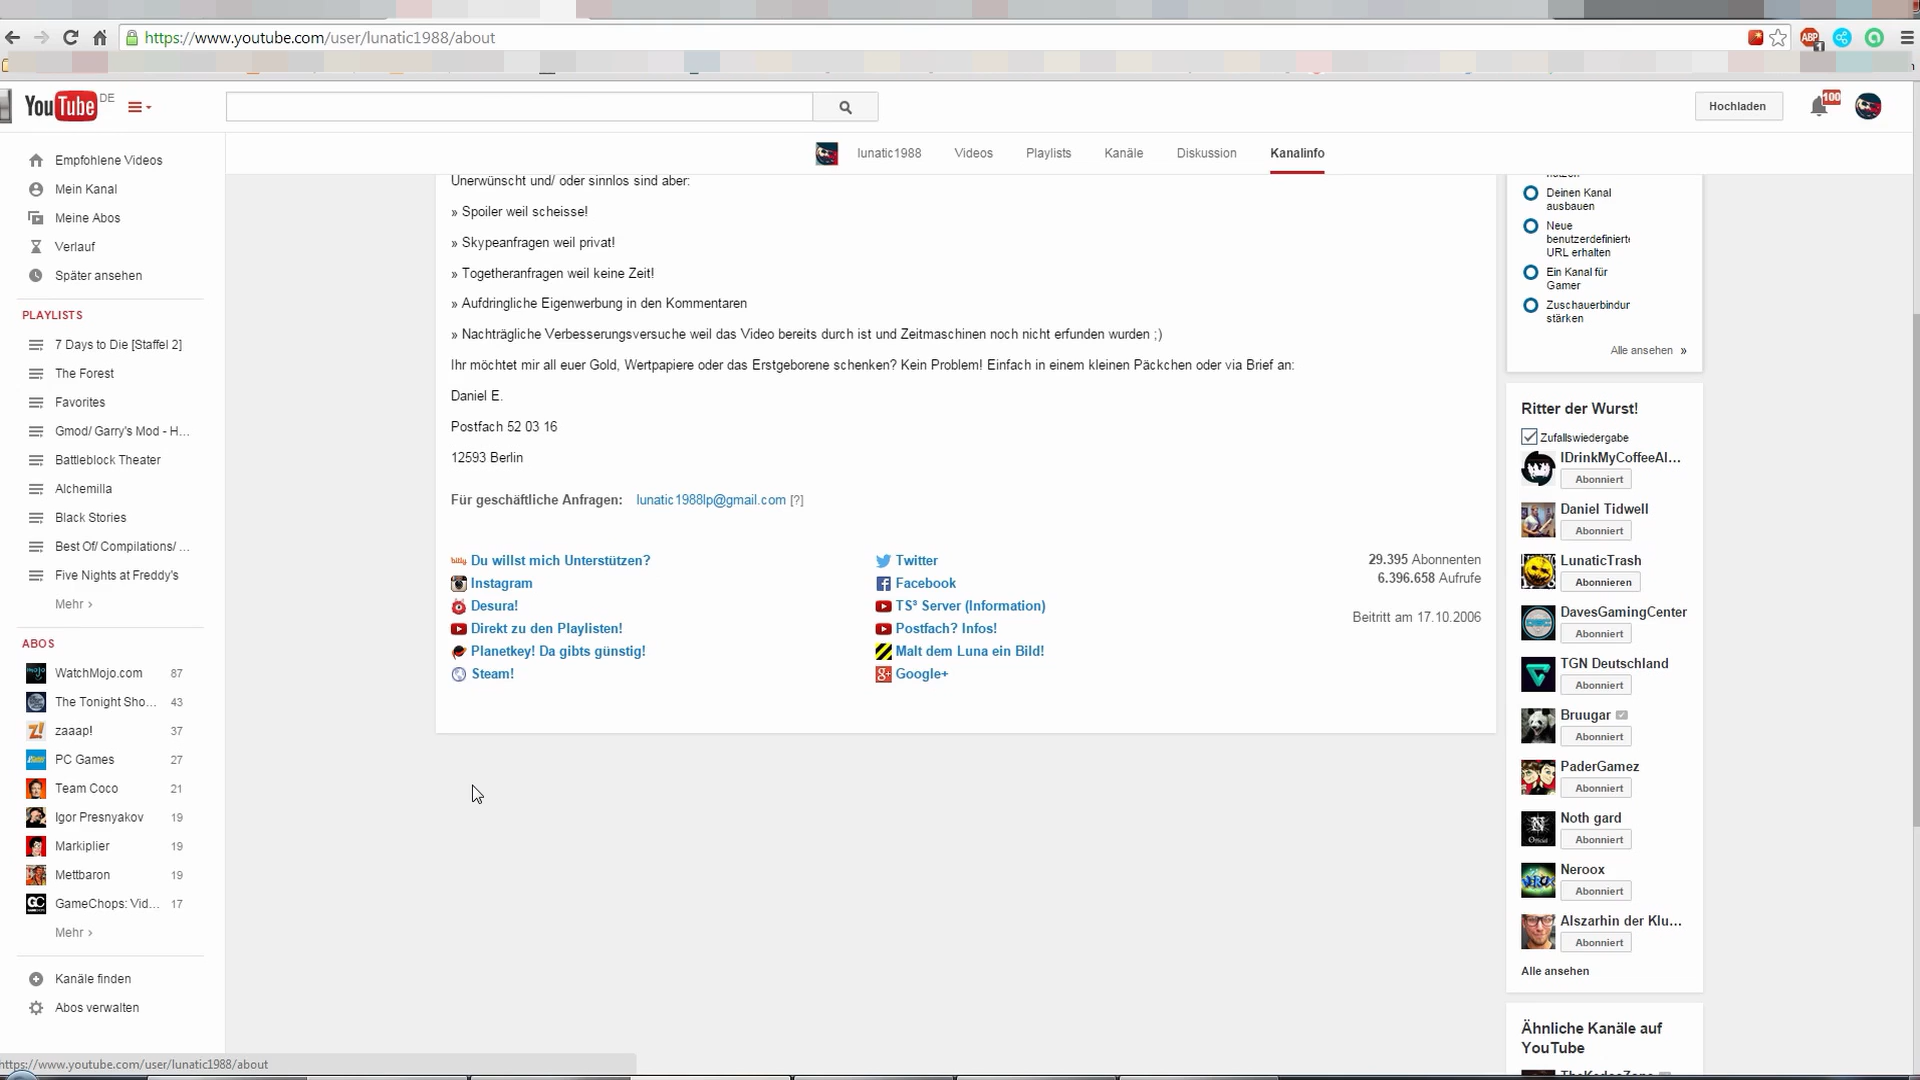 https://www.youtube.com/user/lunatic1988/about
ABP
1
YouTube DE
Hochladen
100
lunatic1988
Videos
Playlists
Kanäle
Diskussion
Kanalinfo
Empfohlene Videos
Mein Kanal
Meine Abos
Verlauf
Später ansehen
PLAYLISTS
7 Days to Die [Staffel 2]
The Forest
Favorites
Gmod/ Garry's Mod - H...
Battleblock Theater
Alchemilla
Black Stories
Best Of/ Compilations/ ...
Five Nights at Freddy's
Mehr ›
ABOS
WatchMojo.com 87
The Tonight Sho... 43
zaaap! 37
PC Games 27
Team Coco 21
Igor Presnyakov 19
Markiplier 19
Mettbaron 19
GameChops: Vid... 17
Mehr ›
Kanäle finden
Abos verwalten
Unerwünscht und/ oder sinnlos sind aber:
» Spoiler weil scheisse!
» Skypeanfragen weil privat!
» Togetheranfragen weil keine Zeit!
» Aufdringliche Eigenwerbung in den Kommentaren
» Nachträgliche Verbesserungsversuche weil das Video bereits durch ist und Zeitmaschinen noch nicht erfunden wurden ;)
Ihr möchtet mir all euer Gold, Wertpapiere oder das Erstgeborene schenken? Kein Problem! Einfach in einem kleinen Päckchen oder via Brief an:
Daniel E.
Postfach 52 03 16
12593 Berlin
Für geschäftliche Anfragen: lunatic1988lp@gmail.com [?]
bitly Du willst mich Unterstützen?
Instagram
Desura!
Direkt zu den Playlisten!
Planetkey! Da gibts günstig!
Steam!
Twitter
Facebook
TS³ Server (Information)
Postfach? Infos!
Malt dem Luna ein Bild!
Google+
29.395 Abonnenten
6.396.658 Aufrufe
Beitritt am 17.10.2006
Deinen Kanal
ausbauen
Neue
benutzerdefinierte
URL erhalten
Ein Kanal für
Gamer
Zuschauerbindun
stärken
Alle ansehen »
Ritter der Wurst!
Zufallswiedergabe
IDrinkMyCoffeeAl...
Abonniert
Daniel Tidwell
Abonniert
LunaticTrash
Abonnieren
DavesGamingCenter
Abonniert
TGN Deutschland
Abonniert
Bruugar
Abonniert
PaderGamez
Abonniert
Noth gard
Abonniert
Neroox
Abonniert
Alszarhin der Klu...
Abonniert
Alle ansehen
Ähnliche Kanäle auf
YouTube
https://www.youtube.com/user/lunatic1988/about